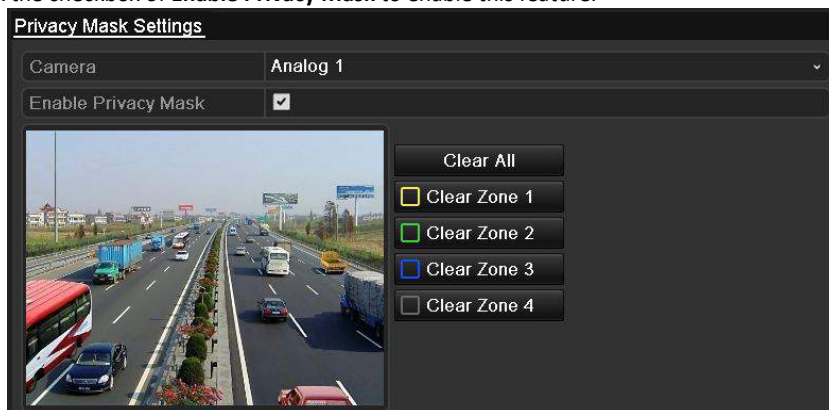 the checkbox of Enable Privacy Mask to enable this feature.
Privacy Mask Settings
Camera Analog 1
Enable Privacy Mask
Clear All
Clear Zone 1
Clear Zone 2
Clear Zone 3
Clear Zone 4